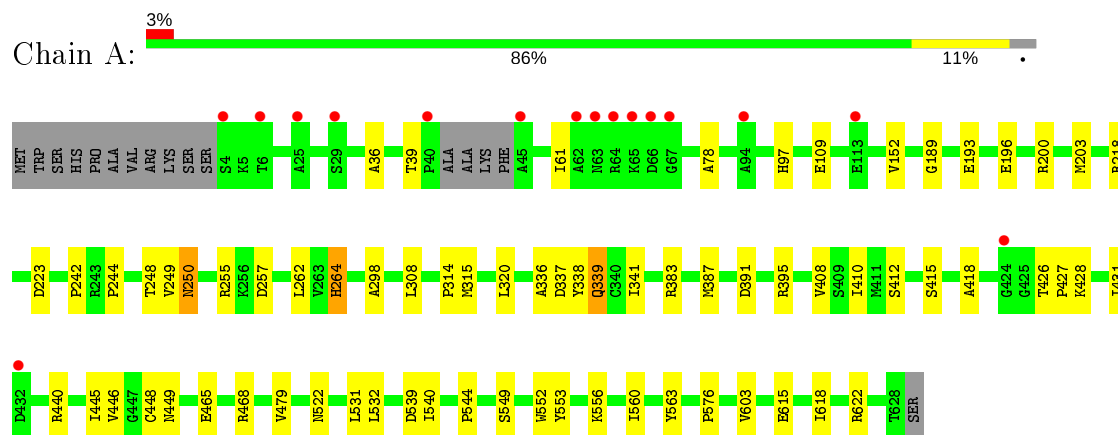 3%
Chain A:
86% 11% •
MET TRP SER HIS PRO ALA VAL ARG LYS SER SER S4 K5 T6 A25 S29 A36 T39 P40 ALA ALA LYS PHE A45 I61 A62 N63 R64 K65 D66 G67 A78 A94 H97 E109 E113 V152 G189 E193 E196 R200 M203 R218
D223 P242 R243 P244 T248 V249 N250 R255 K256 D257 L262 V263 H264 A298 L308 P314 M315 L320 A336 D337 Y338 Q339 C340 I341 R383 M387 D391 R395 V408 S409 I410 M411 S412 S415 A418 G424 G425 T426 P427 K428 I431
D432 R440 I445 V446 G447 C448 N449 E465 R468 V479 N522 L531 L532 D539 I540 P544 S549 W552 Y553 K556 I560 Y563 P576 V603 E615 I618 R622 T628 SER